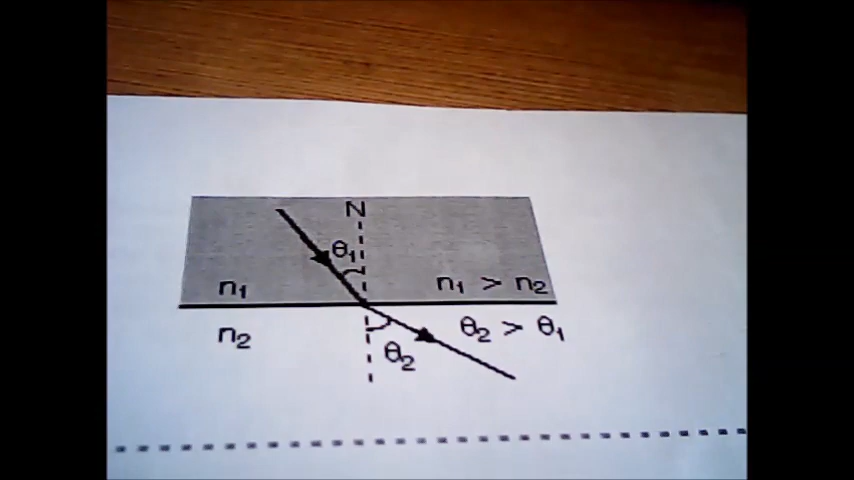 N
θ₁
n₁
n₁ > n₂
n₂
θ₂ > θ₁
θ₂